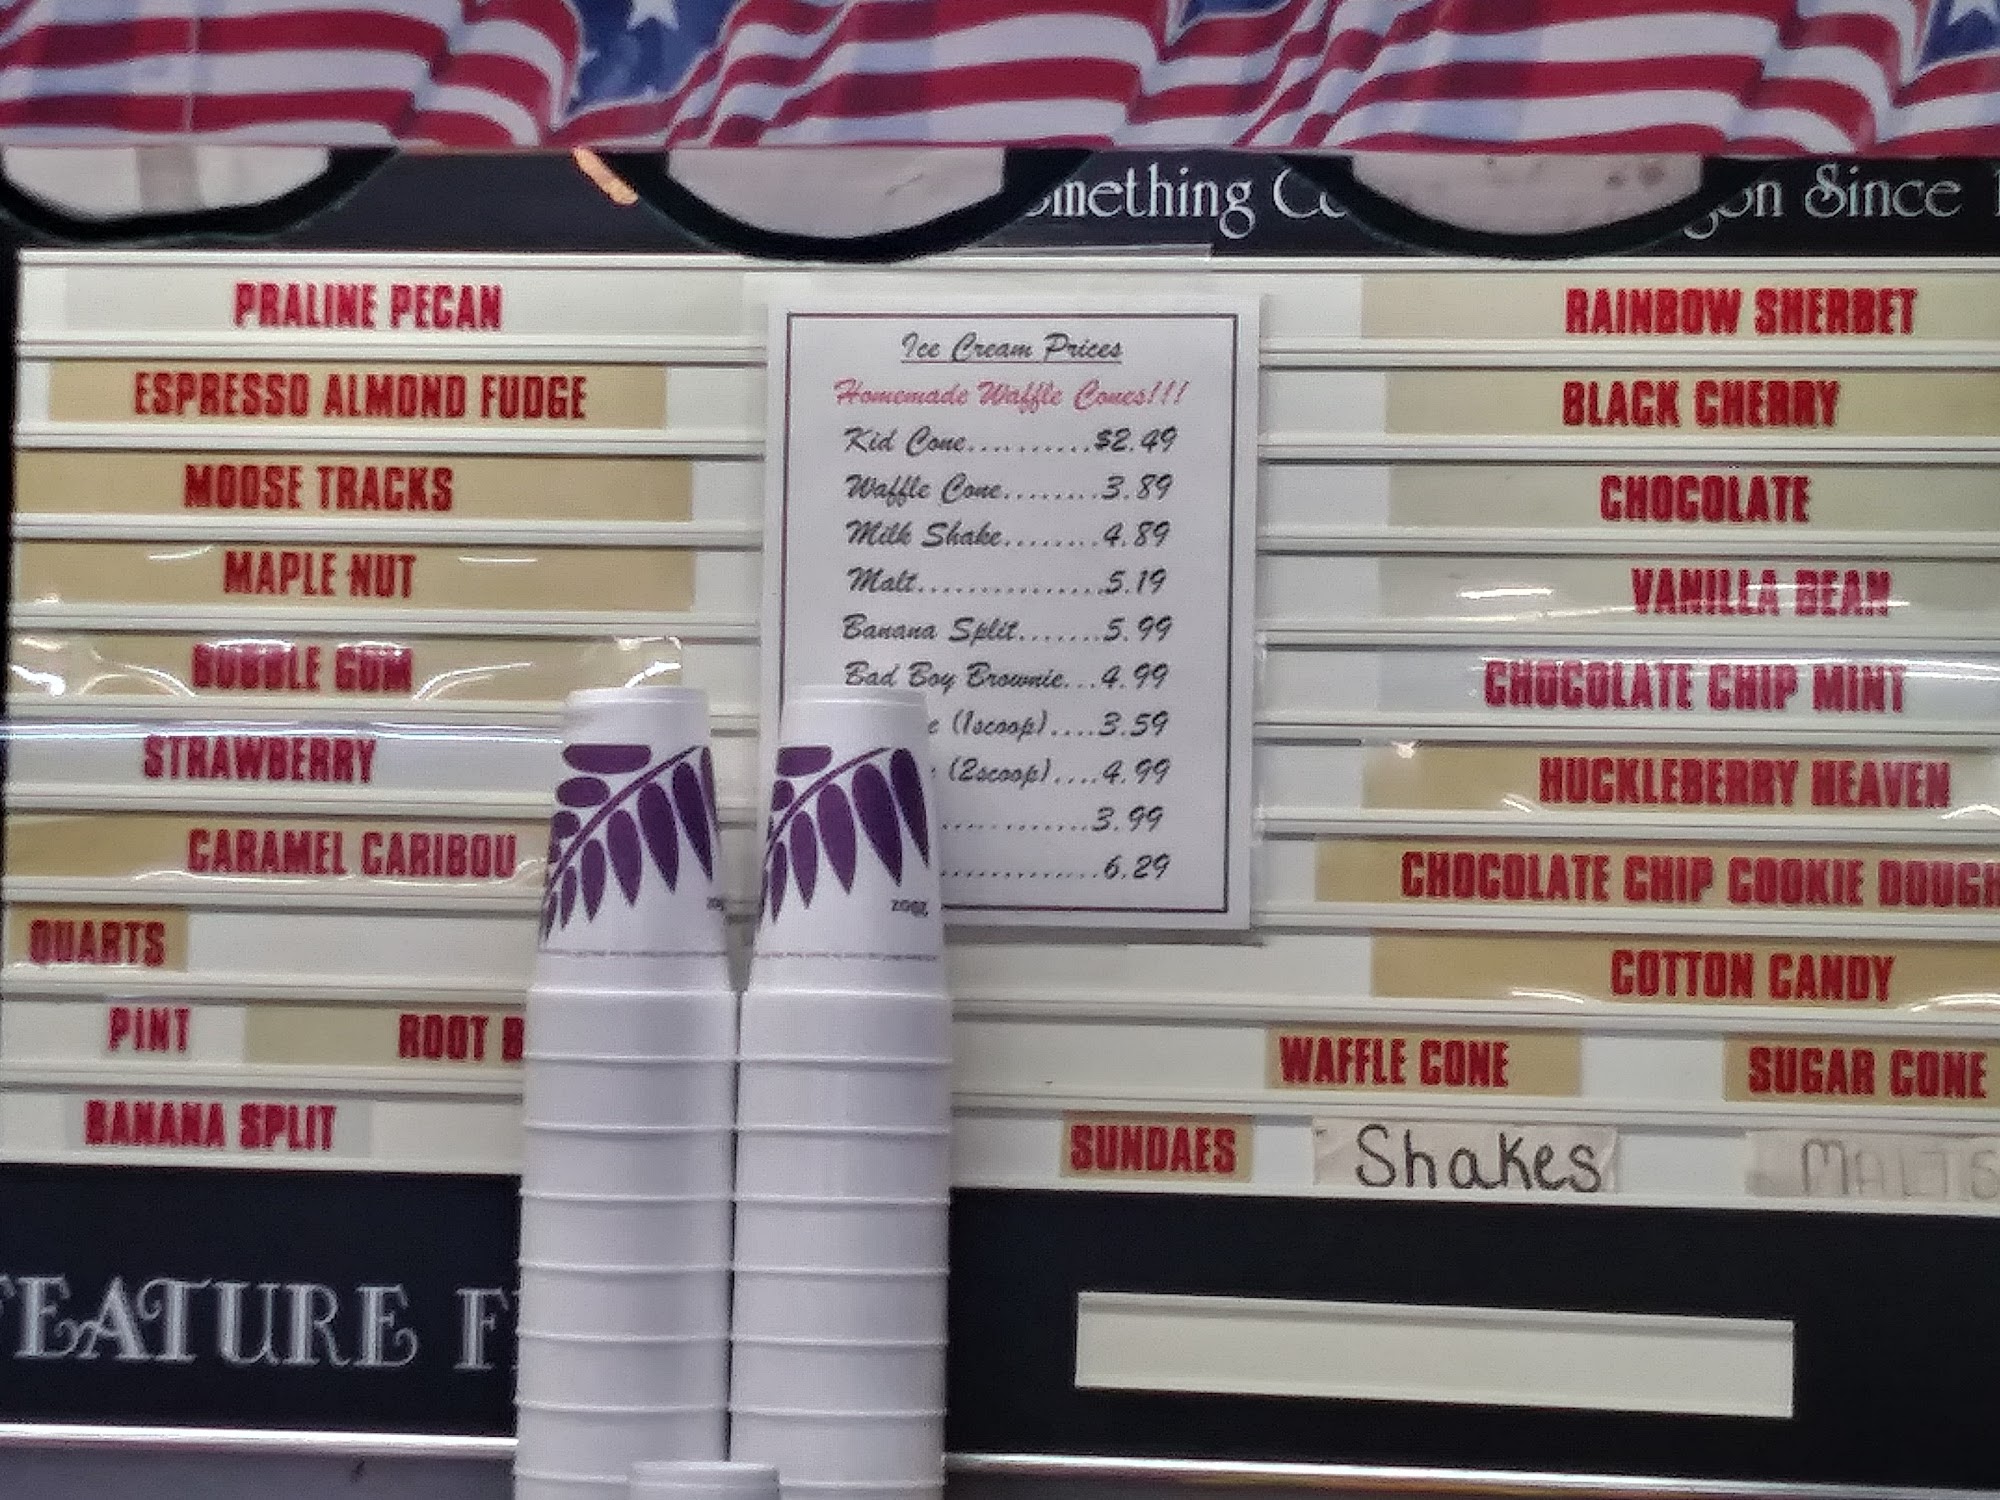 omething Co gon Since 1
PRALINE PECAN
ESPRESSO ALMOND FUDGE
MOOSE TRACKS
MAPLE NUT
BUBBLE GUM
STRAWBERRY
CARAMEL CARIBOU
QUARTS
PINT ROOT B
BANANA SPLIT
Ice Cream Prices
Homemade Waffle Cones!!!
Kid Cone..........$2.49
Waffle Cone........3.89
Milk Shake........4.89
Malt...............5.19
Banana Split.......5.99
Bad Boy Brownie...4.99
e (1scoop)....3.59
(2scoop)....4.99
............3.99
.............6.29
RAINBOW SHERBET
BLACK CHERRY
CHOCOLATE
VANILLA BEAN
CHOCOLATE CHIP MINT
HUCKLEBERRY HEAVEN
CHOCOLATE CHIP COOKIE DOUGH
COTTON CANDY
WAFFLE CONE SUGAR CONE
SUNDAES Shakes MALTS
FEATURE F
20oz